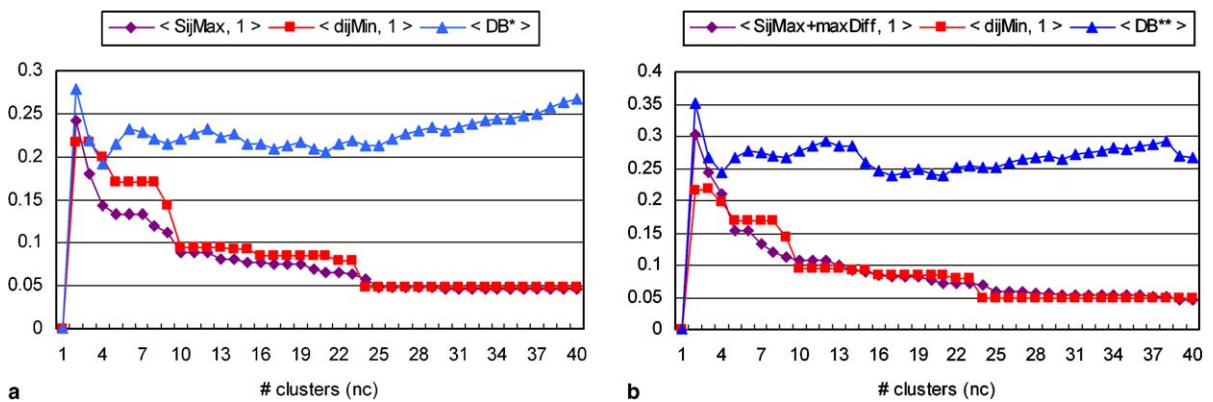 < SijMax, 1 > < dijMin, 1 > < DB* >
0.3
0.25
0.2
0.15
0.1
0.05
0
1 4 7 10 13 16 19 22 25 28 31 34 37 40
# clusters (nc)
a
< SijMax+maxDiff, 1 > < dijMin, 1 > < DB** >
0.4
0.35
0.3
0.25
0.2
0.15
0.1
0.05
0
1 4 7 10 13 16 19 22 25 28 31 34 37 40
# clusters (nc)
b